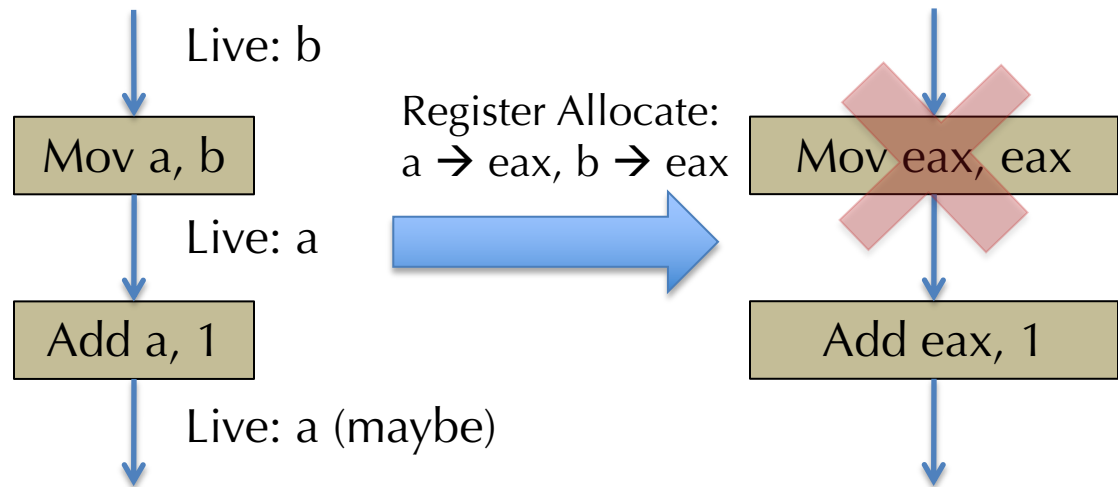 Live: b
Mov a, b
Live: a
Add a, 1
Live: a (maybe)
Register Allocate:
a → eax, b → eax
Mov eax, eax
Add eax, 1